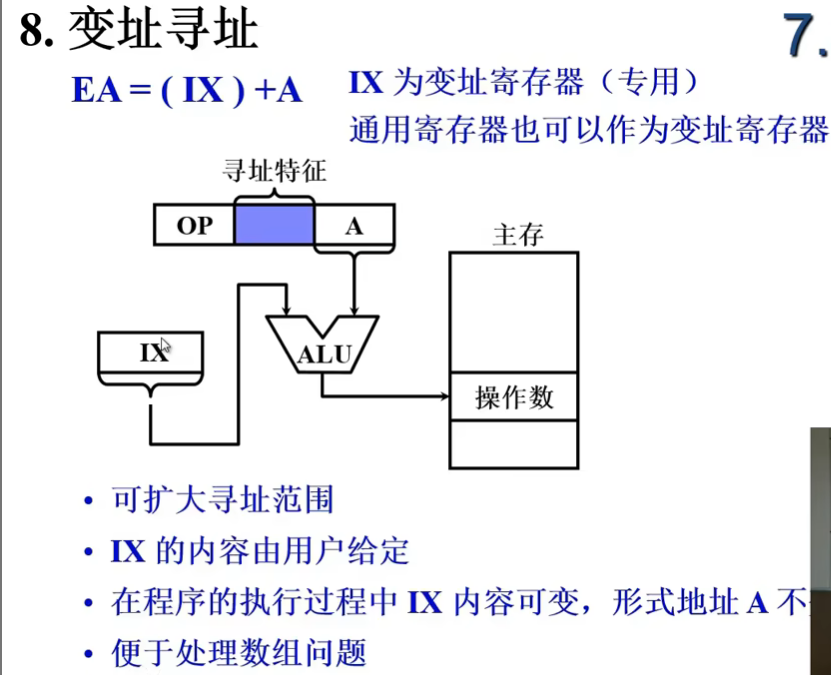 8. 变址寻址
7.
EA = ( IX ) +A
IX 为变址寄存器（专用）
通用寄存器也可以作为变址寄存器
寻址特征
OP
A
主存
IX
ALU
操作数
• 可扩大寻址范围
• IX 的内容由用户给定
• 在程序的执行过程中 IX 内容可变，形式地址 A 不
• 便于处理数组问题